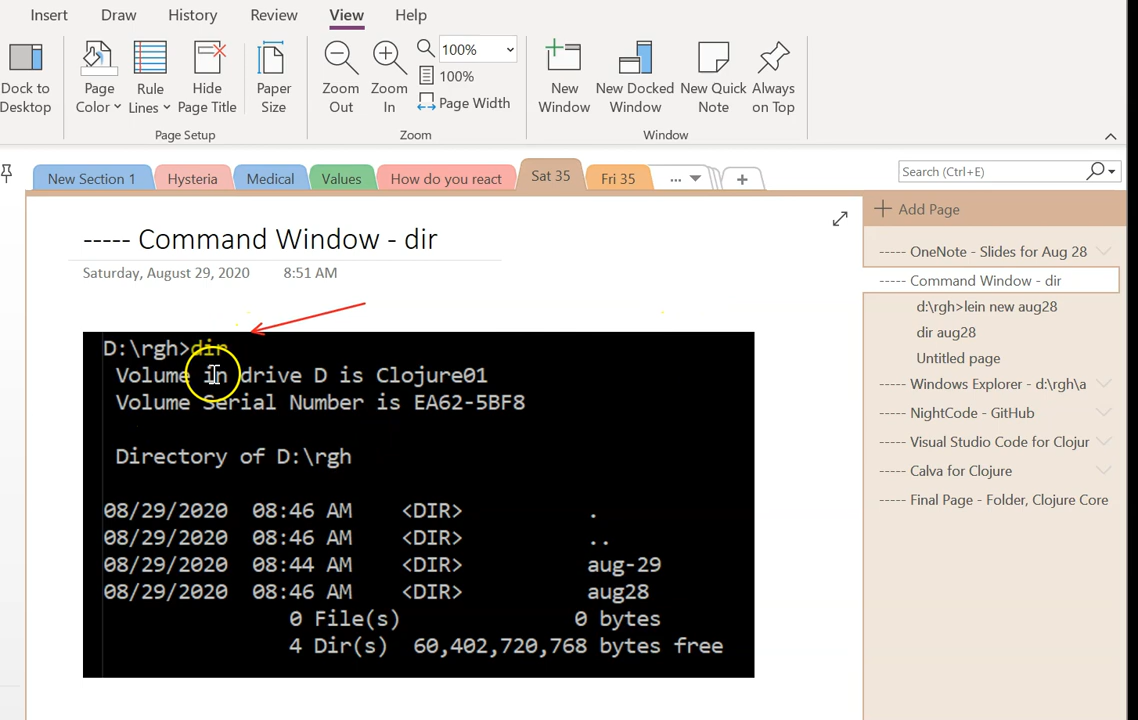 Insert Draw History Review View Help
Dock to Desktop
Page Color
Rule Lines
Hide Page Title
Paper Size
Zoom Out
Zoom In
100%
100%
Page Width
New Window
New Docked Window
New Quick Note
Always on Top
Page Setup Zoom Window
New Section 1 Hysteria Medical Values How do you react Sat 35 Fri 35 ... +
Search (Ctrl+E)
----- Command Window - dir
Saturday, August 29, 2020 8:51 AM
D:\rgh>dir
Volume in drive D is Clojure01
Volume Serial Number is EA62-5BF8
Directory of D:\rgh
08/29/2020 08:46 AM <DIR> .
08/29/2020 08:46 AM <DIR> ..
08/29/2020 08:44 AM <DIR> aug-29
08/29/2020 08:46 AM <DIR> aug28
0 File(s) 0 bytes
4 Dir(s) 60,402,720,768 bytes free
Add Page
----- OneNote - Slides for Aug 28
----- Command Window - dir
d:\rgh>lein new aug28
dir aug28
Untitled page
----- Windows Explorer - d:\rgh\a
----- NightCode - GitHub
----- Visual Studio Code for Clojur
----- Calva for Clojure
----- Final Page - Folder, Clojure Core